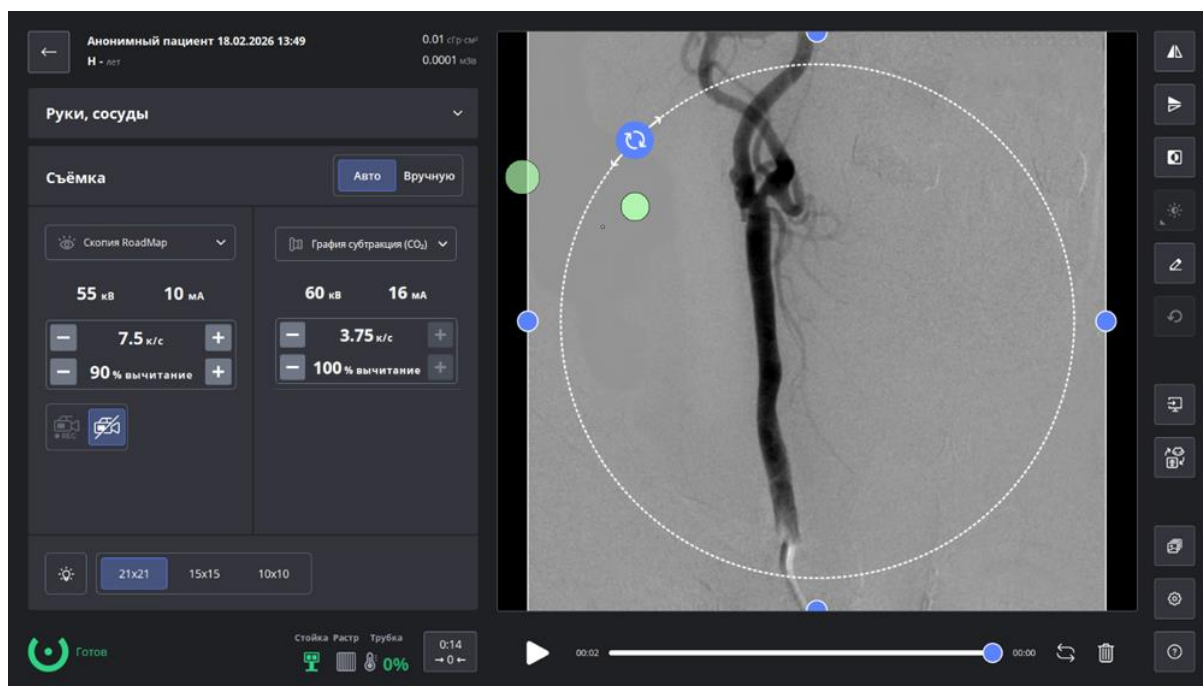 Анонимный пациент 18.02.2026 13:49
0.01 сГр·см²
Н - лет
0.0001 мЗв
Руки, сосуды
Съёмка
Авто
Вручную
Скопия RoadMap
Графия субтракция (CO₂)
55 кВ
10 мА
60 кВ
16 мА
7.5 к/с
3.75 к/с
90 % вычитание
100 % вычитание
REC
21x21
15x15
10x10
Готов
Стойка
Растр
Трубка
0%
0:14
→ 0 ←
00:02
00:00